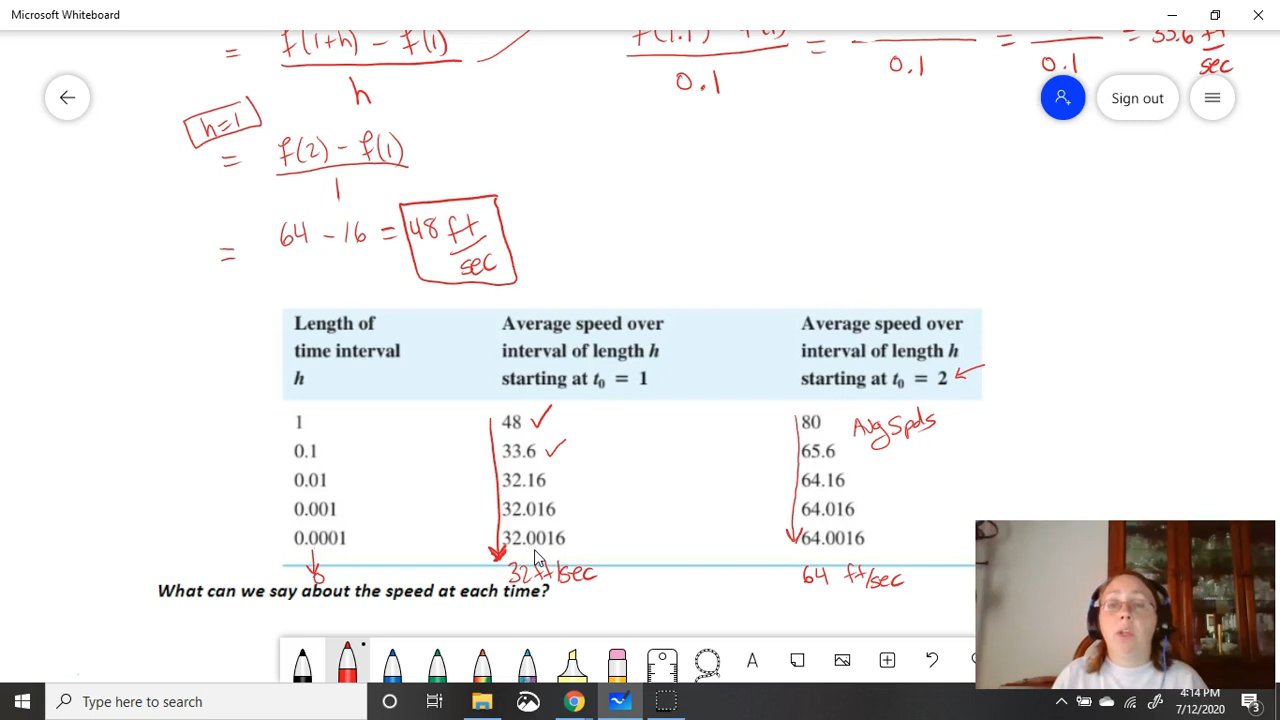 Microsoft Whiteboard
= f(1+h) - f(1)
h
= = = 33.6 ft
0.1 0.1 0.1 sec
Sign out
h=1
= f(2) - f(1)
1
= 64 - 16 = 48 ft
sec
Length of time interval h
Average speed over interval of length h starting at t₀ = 1
Average speed over interval of length h starting at t₀ = 2
1 48 80 Avg Spds
0.1 33.6 65.6
0.01 32.16 64.16
0.001 32.016 64.016
0.0001 32.0016 64.0016
0 32 ft/sec 64 ft/sec
What can we say about the speed at each time?
A
Type here to search
4:14 PM
7/12/2020
3